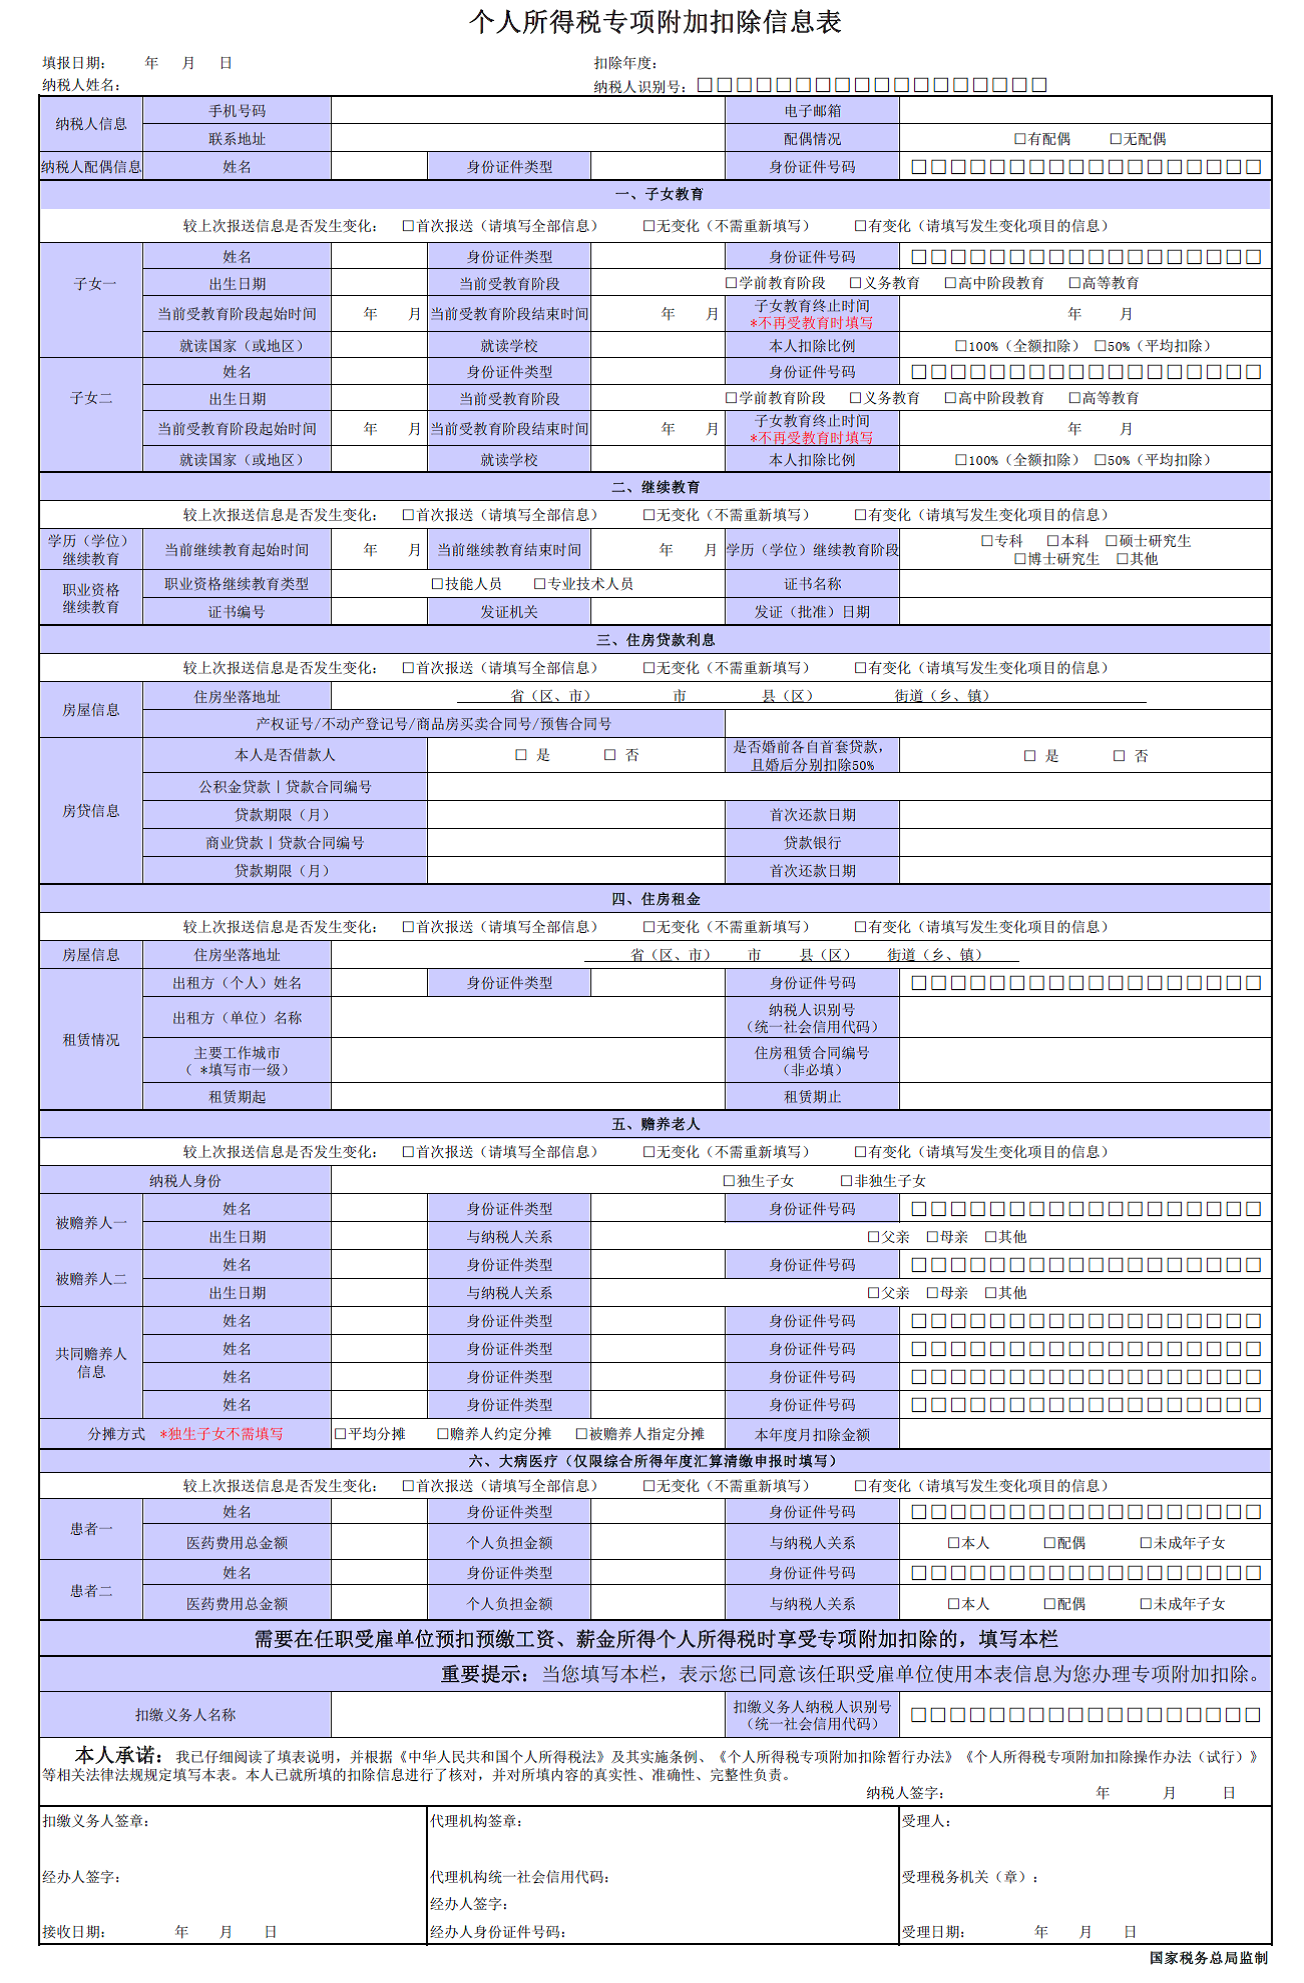 个人所得税专项附加扣除信息表
填报日期： 年 月 日 扣除年度：
纳税人姓名： 纳税人识别号：□□□□□□□□□□□□□□□□□□
纳税人信息 手机号码 电子邮箱
联系地址 配偶情况 □有配偶 □无配偶
纳税人配偶信息 姓名 身份证件类型 身份证件号码 □□□□□□□□□□□□□□□□□□
一、子女教育
较上次报送信息是否发生变化： □首次报送（请填写全部信息） □无变化（不需重新填写） □有变化（请填写发生变化项目的信息）
子女一 姓名 身份证件类型 身份证件号码 □□□□□□□□□□□□□□□□□□
出生日期 当前受教育阶段 □学前教育阶段 □义务教育 □高中阶段教育 □高等教育
当前受教育阶段起始时间 年 月 当前受教育阶段结束时间 年 月 子女教育终止时间 年 月
*不再受教育时填写
就读国家（或地区） 就读学校 本人扣除比例 □100%（全额扣除） □50%（平均扣除）
子女二 姓名 身份证件类型 身份证件号码 □□□□□□□□□□□□□□□□□□
出生日期 当前受教育阶段 □学前教育阶段 □义务教育 □高中阶段教育 □高等教育
当前受教育阶段起始时间 年 月 当前受教育阶段结束时间 年 月 子女教育终止时间 年 月
*不再受教育时填写
就读国家（或地区） 就读学校 本人扣除比例 □100%（全额扣除） □50%（平均扣除）
二、继续教育
较上次报送信息是否发生变化： □首次报送（请填写全部信息） □无变化（不需重新填写） □有变化（请填写发生变化项目的信息）
学历（学位） 当前继续教育起始时间 年 月 当前继续教育结束时间 年 月 学历（学位）继续教育阶段 □专科 □本科 □硕士研究生
继续教育 □博士研究生 □其他
职业资格 职业资格继续教育类型 □技能人员 □专业技术人员 证书名称
继续教育 证书编号 发证机关 发证（批准）日期
三、住房贷款利息
较上次报送信息是否发生变化： □首次报送（请填写全部信息） □无变化（不需重新填写） □有变化（请填写发生变化项目的信息）
房屋信息 住房坐落地址 省（区、市） 市 县（区） 街道（乡、镇）
产权证号/不动产登记号/商品房买卖合同号/预售合同号
房贷信息 本人是否借款人 □ 是 □ 否 是否婚前各自首套贷款， □ 是 □ 否
且婚后分别扣除50%
公积金贷款丨贷款合同编号
贷款期限（月） 首次还款日期
商业贷款丨贷款合同编号 贷款银行
贷款期限（月） 首次还款日期
四、住房租金
较上次报送信息是否发生变化： □首次报送（请填写全部信息） □无变化（不需重新填写） □有变化（请填写发生变化项目的信息）
房屋信息 住房坐落地址 省（区、市） 市 县（区） 街道（乡、镇）
租赁情况 出租方（个人）姓名 身份证件类型 身份证件号码 □□□□□□□□□□□□□□□□□□
出租方（单位）名称 纳税人识别号
（统一社会信用代码）
主要工作城市 住房租赁合同编号
（ *填写市一级） （非必填）
租赁期起 租赁期止
五、赡养老人
较上次报送信息是否发生变化： □首次报送（请填写全部信息） □无变化（不需重新填写） □有变化（请填写发生变化项目的信息）
纳税人身份 □独生子女 □非独生子女
被赡养人一 姓名 身份证件类型 身份证件号码 □□□□□□□□□□□□□□□□□□
出生日期 与纳税人关系 □父亲 □母亲 □其他
被赡养人二 姓名 身份证件类型 身份证件号码 □□□□□□□□□□□□□□□□□□
出生日期 与纳税人关系 □父亲 □母亲 □其他
共同赡养人信息 姓名 身份证件类型 身份证件号码 □□□□□□□□□□□□□□□□□□
姓名 身份证件类型 身份证件号码 □□□□□□□□□□□□□□□□□□
姓名 身份证件类型 身份证件号码 □□□□□□□□□□□□□□□□□□
姓名 身份证件类型 身份证件号码 □□□□□□□□□□□□□□□□□□
分摊方式 *独生子女不需填写 □平均分摊 □赡养人约定分摊 □被赡养人指定分摊 本年度月扣除金额
六、大病医疗（仅限综合所得年度汇算清缴申报时填写）
较上次报送信息是否发生变化： □首次报送（请填写全部信息） □无变化（不需重新填写） □有变化（请填写发生变化项目的信息）
患者一 姓名 身份证件类型 身份证件号码 □□□□□□□□□□□□□□□□□□
医药费用总金额 个人负担金额 与纳税人关系 □本人 □配偶 □未成年子女
患者二 姓名 身份证件类型 身份证件号码 □□□□□□□□□□□□□□□□□□
医药费用总金额 个人负担金额 与纳税人关系 □本人 □配偶 □未成年子女
需要在任职受雇单位预扣预缴工资、薪金所得个人所得税时享受专项附加扣除的，填写本栏
重要提示：当您填写本栏，表示您已同意该任职受雇单位使用本表信息为您办理专项附加扣除。
扣缴义务人名称 扣缴义务人纳税人识别号 □□□□□□□□□□□□□□□□□□
（统一社会信用代码）
本人承诺：我已仔细阅读了填表说明，并根据《中华人民共和国个人所得税法》及其实施条例、《个人所得税专项附加扣除暂行办法》《个人所得税专项附加扣除操作办法（试行）》
等相关法律法规规定填写本表。本人已就所填的扣除信息进行了核对，并对所填内容的真实性、准确性、完整性负责。
纳税人签字： 年 月 日
扣缴义务人签章： 代理机构签章： 受理人：
经办人签字： 代理机构统一社会信用代码： 受理税务机关（章）：
经办人签字：
接收日期： 年 月 日 经办人身份证件号码： 受理日期： 年 月 日
国家税务总局监制